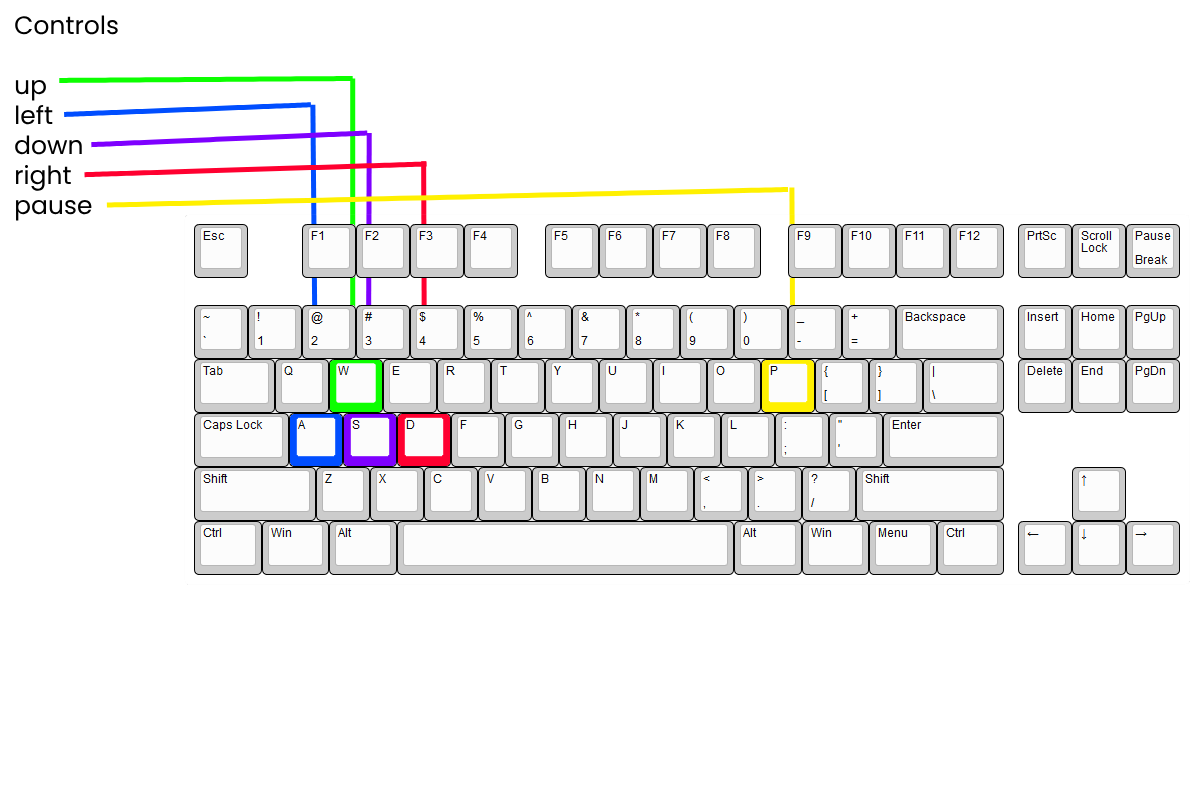 Controls
up
left
down
right
pause
Esc F1 F2 F3 F4 F5 F6 F7 F8 F9 F10 F11 F12 PrtSc Scroll Lock Pause Break
~ ` ! 1 @ 2 # 3 $ 4 % 5 ^ 6 & 7 * 8 ( 9 ) 0 _ - + = Backspace Insert Home PgUp
Tab Q W E R T Y U I O P { [ } ] | \ Delete End PgDn
Caps Lock A S D F G H J K L : ; " ' Enter
Shift Z X C V B N M < , > . ? / Shift ↑
Ctrl Win Alt Alt Win Menu Ctrl ← ↓ →